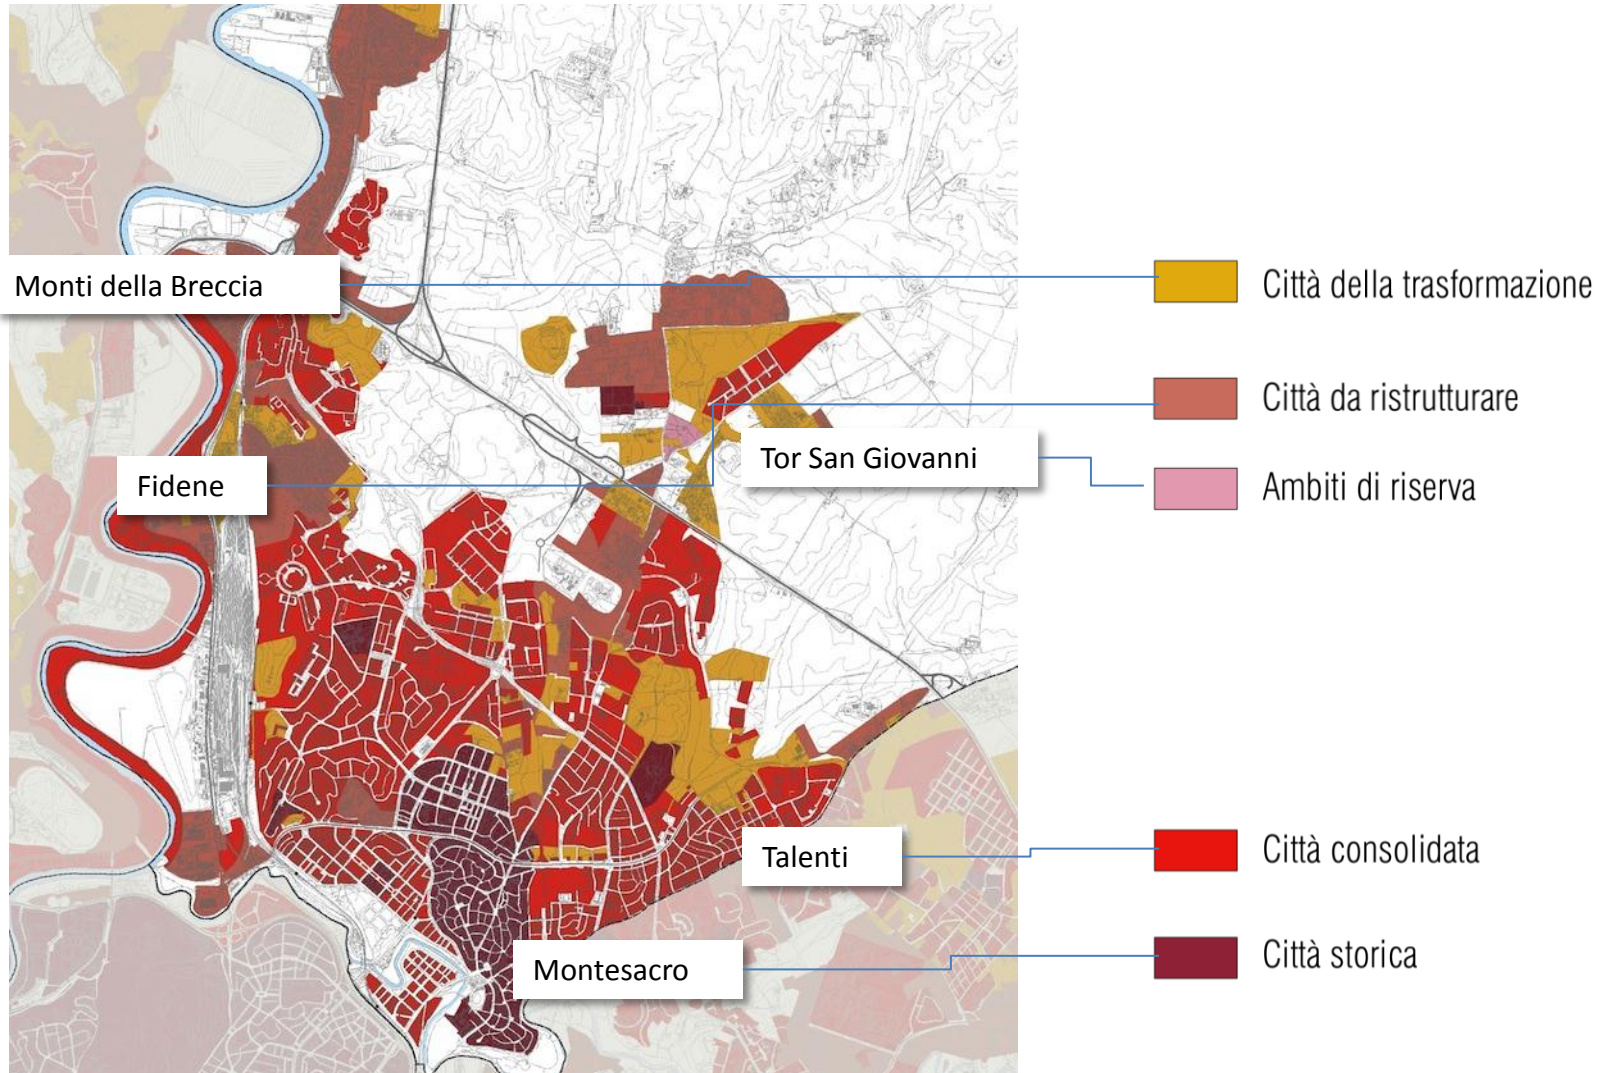 Monti della Breccia
Città della trasformazione
Città da ristrutturare
Tor San Giovanni
Fidene
Ambiti di riserva
Talenti
Città consolidata
Montesacro
Città storica